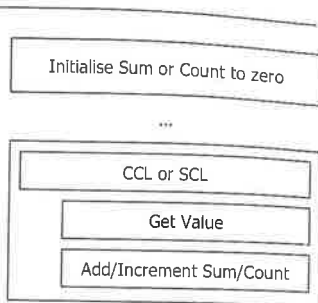 Initialise Sum or Count to zero
...
CCL or SCL
Get Value
Add/Increment Sum/Count